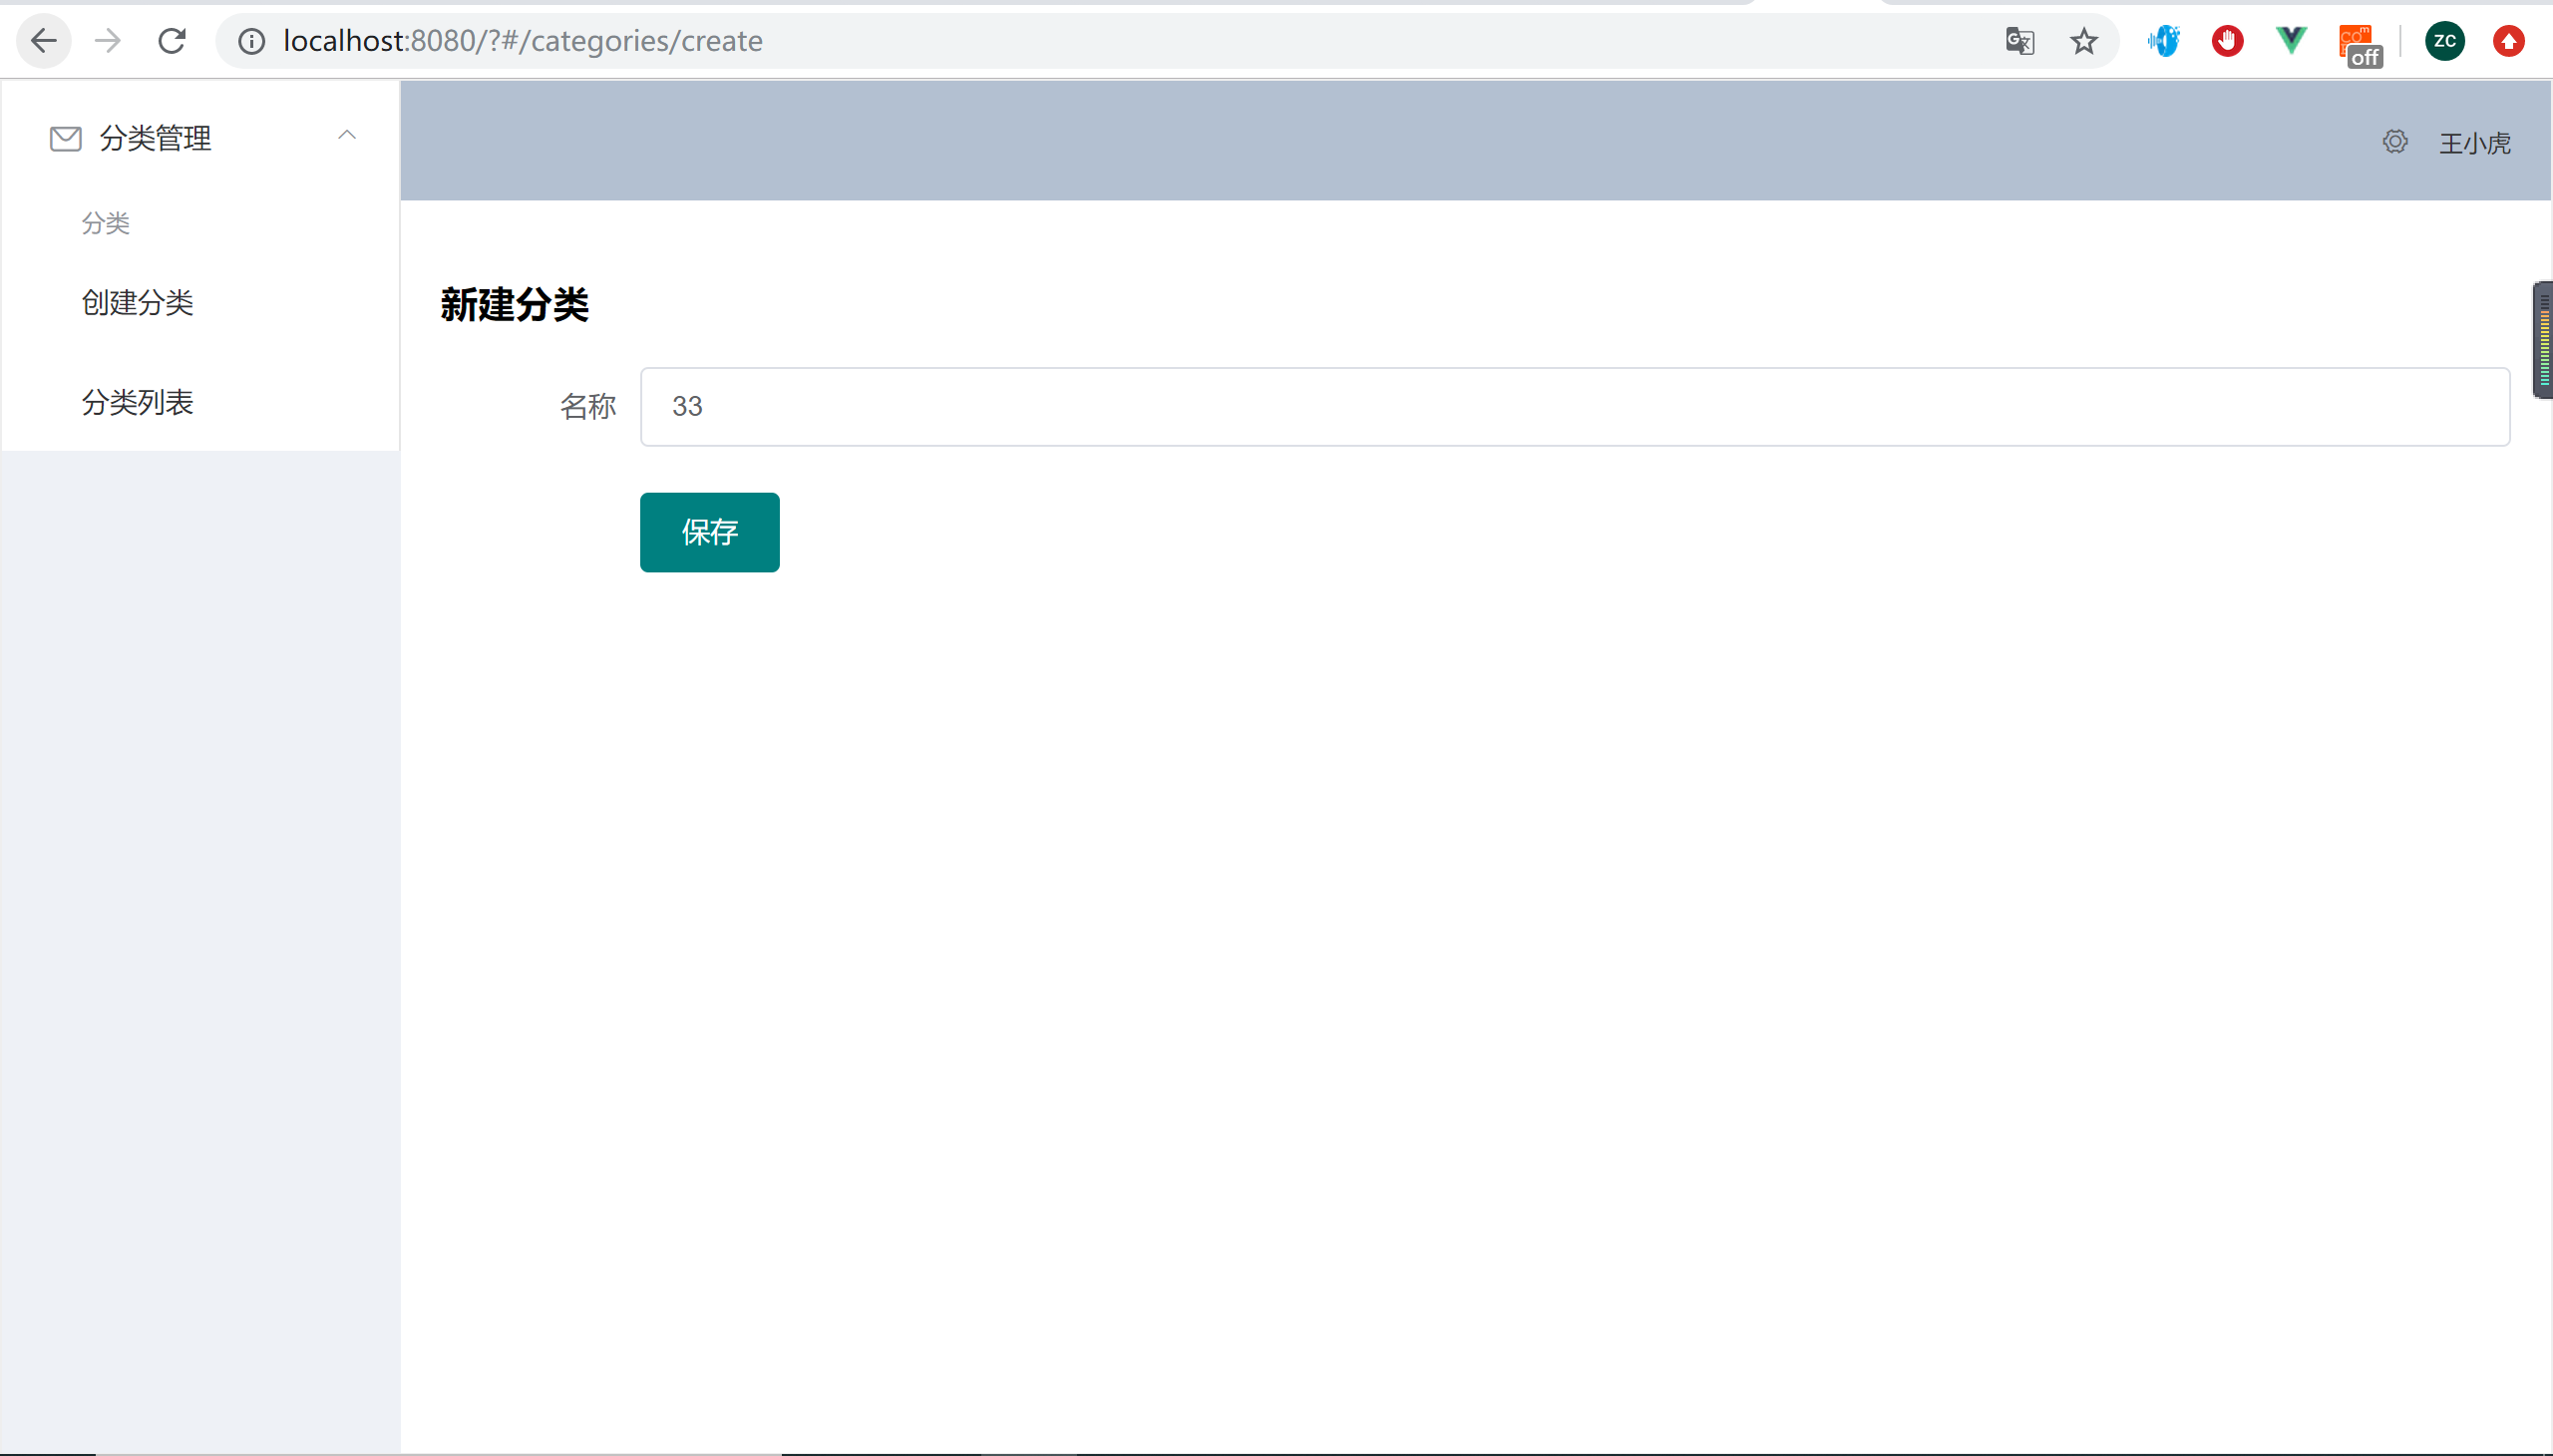 localhost:8080/?#/categories/create
off
ZC
分类管理
王小虎
分类
创建分类
分类列表
新建分类
名称
33
保存